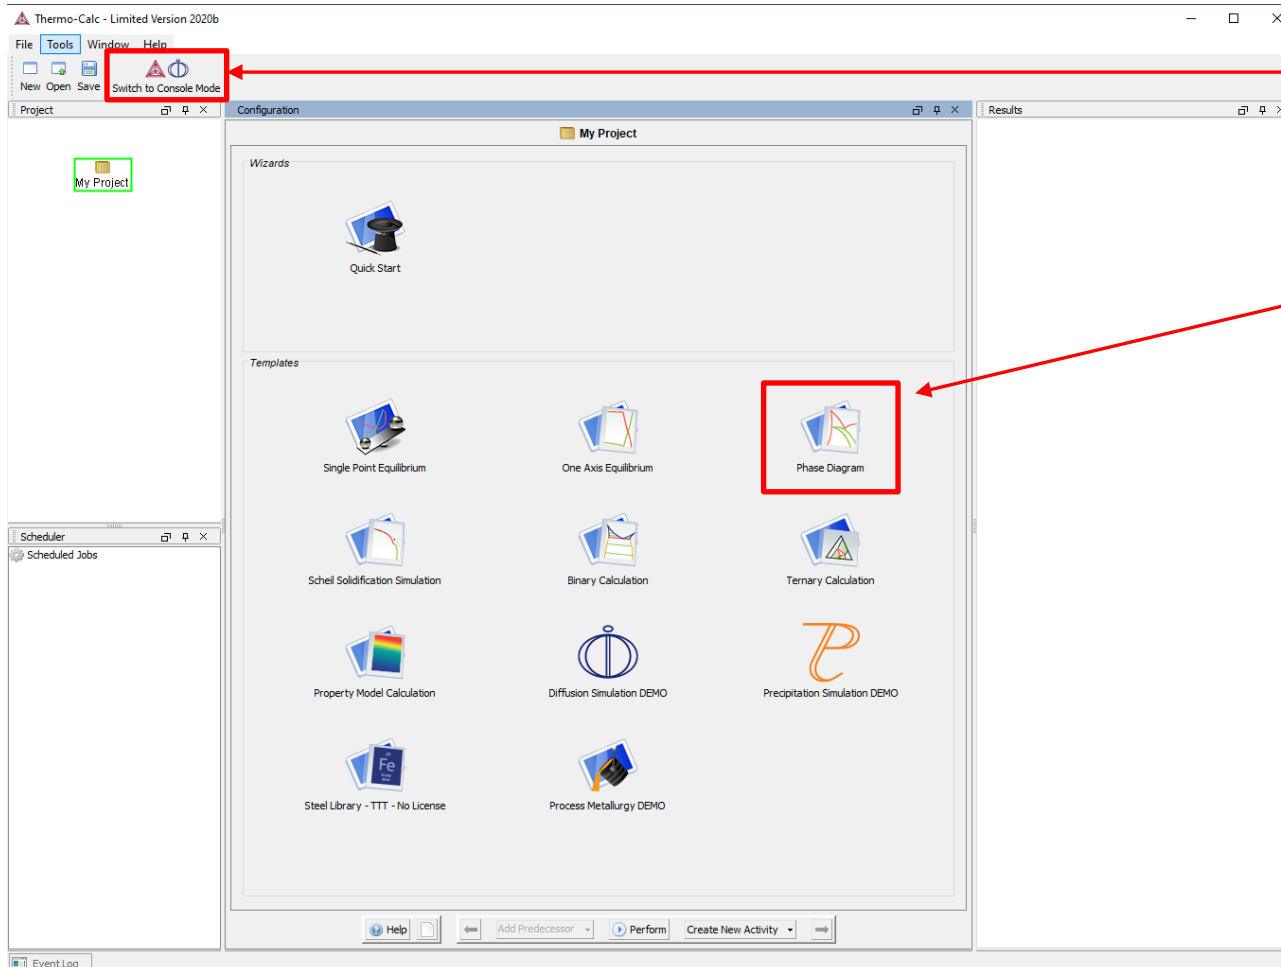 Thermo-Calc - Limited Version 2020b
File Tools Window Help
New Open Save Switch to Console Mode
Project
Configuration
Results
My Project
My Project
Wizards
Quick Start
Templates
Single Point Equilibrium
One Axis Equilibrium
Phase Diagram
Scheduler
Scheduled Jobs
Scheil Solidification Simulation
Binary Calculation
Ternary Calculation
Property Model Calculation
Diffusion Simulation DEMO
Precipitation Simulation DEMO
Fe
Steel Library - TTT - No License
Process Metallurgy DEMO
Help
Add Predecessor
Perform
Create New Activity
Event Log